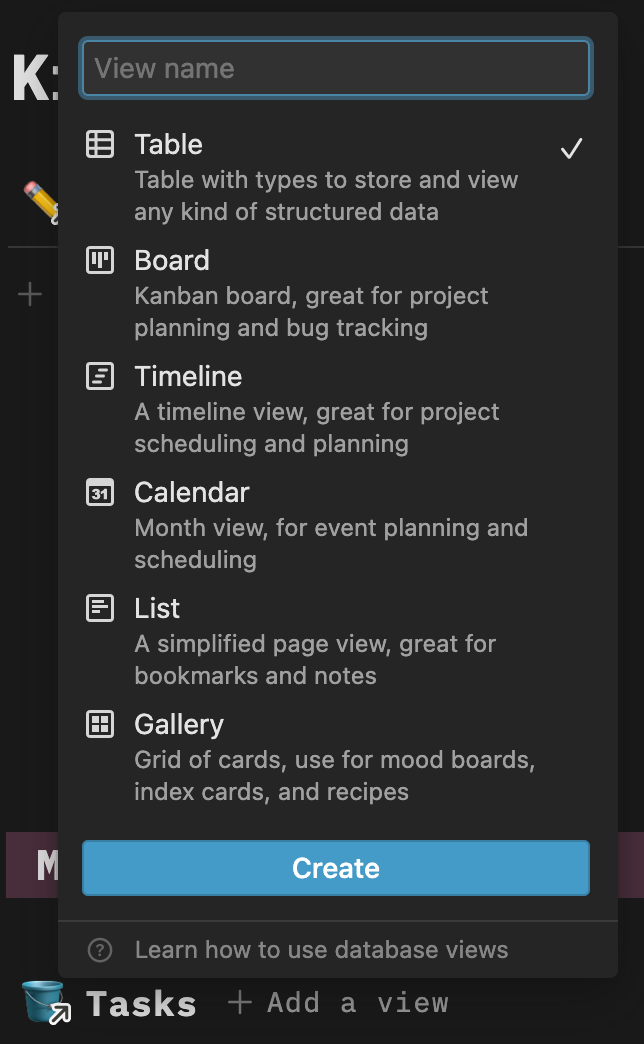 K:
View name
Table
Table with types to store and view
any kind of structured data
Board
Kanban board, great for project
planning and bug tracking
Timeline
A timeline view, great for project
scheduling and planning
31
Calendar
Month view, for event planning and
scheduling
List
A simplified page view, great for
bookmarks and notes
Gallery
Grid of cards, use for mood boards,
index cards, and recipes
M
Create
? Learn how to use database views
Tasks + Add a view